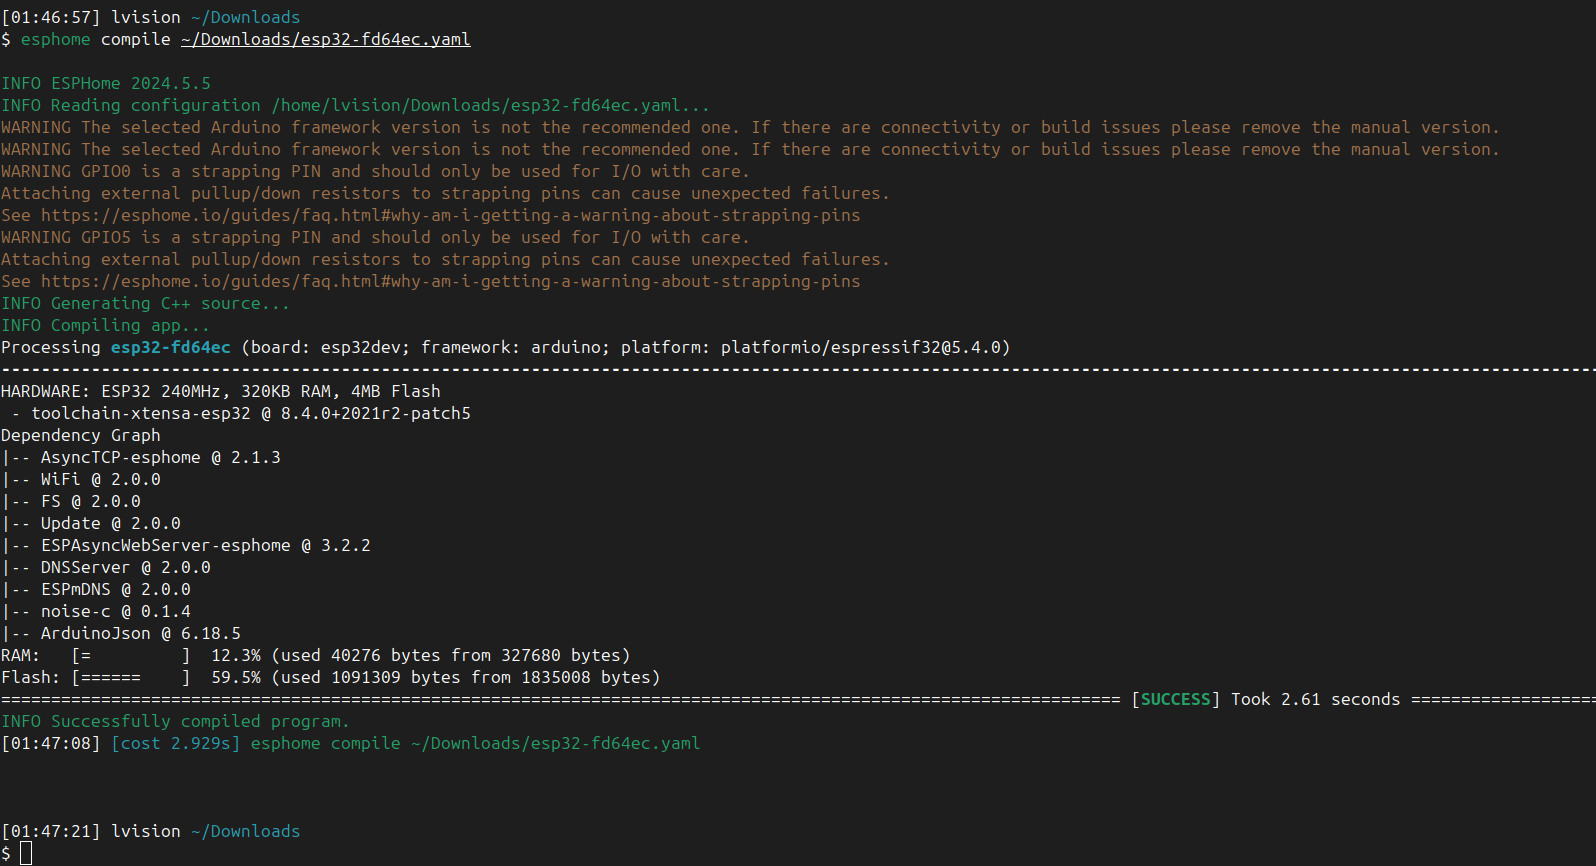 [01:46:57] lvision ~/Downloads
$ esphome compile ~/Downloads/esp32-fd64ec.yaml
INFO ESPHome 2024.5.5
INFO Reading configuration /home/lvision/Downloads/esp32-fd64ec.yaml...
WARNING The selected Arduino framework version is not the recommended one. If there are connectivity or build issues please remove the manual version.
WARNING The selected Arduino framework version is not the recommended one. If there are connectivity or build issues please remove the manual version.
WARNING GPIO0 is a strapping PIN and should only be used for I/O with care.
Attaching external pullup/down resistors to strapping pins can cause unexpected failures.
See https://esphome.io/guides/faq.html#why-am-i-getting-a-warning-about-strapping-pins
WARNING GPIO5 is a strapping PIN and should only be used for I/O with care.
Attaching external pullup/down resistors to strapping pins can cause unexpected failures.
See https://esphome.io/guides/faq.html#why-am-i-getting-a-warning-about-strapping-pins
INFO Generating C++ source...
INFO Compiling app...
Processing esp32-fd64ec (board: esp32dev; framework: arduino; platform: platformio/espressif32@5.4.0)
--------------------------------------------------------------------------------------------------------------------------------------------------------------
HARDWARE: ESP32 240MHz, 320KB RAM, 4MB Flash
 - toolchain-xtensa-esp32 @ 8.4.0+2021r2-patch5
Dependency Graph
|-- AsyncTCP-esphome @ 2.1.3
|-- WiFi @ 2.0.0
|-- FS @ 2.0.0
|-- Update @ 2.0.0
|-- ESPAsyncWebServer-esphome @ 3.2.2
|-- DNSServer @ 2.0.0
|-- ESPmDNS @ 2.0.0
|-- noise-c @ 0.1.4
|-- ArduinoJson @ 6.18.5
RAM:   [=         ]  12.3% (used 40276 bytes from 327680 bytes)
Flash: [======    ]  59.5% (used 1091309 bytes from 1835008 bytes)
================================================================================================================ [SUCCESS] Took 2.61 seconds ===================
INFO Successfully compiled program.
[01:47:08] [cost 2.929s] esphome compile ~/Downloads/esp32-fd64ec.yaml
[01:47:21] lvision ~/Downloads
$